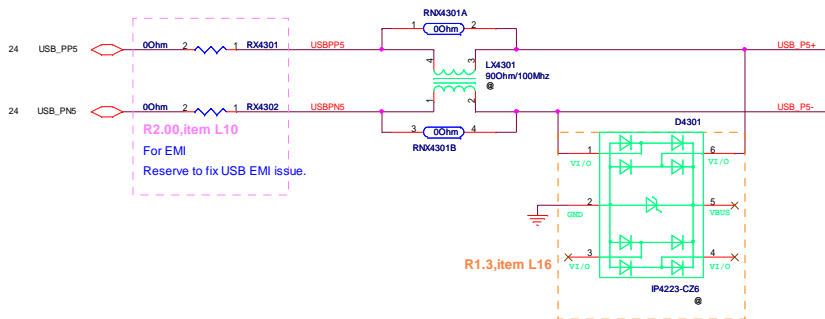 RNX4301A
1 0Ohm 2
24 USB_PP5 0Ohm 2 1 RX4301 USBPP5 USB_P5+
4 3 LX4301
90Ohm/100Mhz
@
1 2
24 USB_PN5 0Ohm 2 1 RX4302 USBPN5 USB_P5-
R2.00,item L10
3 0Ohm 4
RNX4301B
D4301
For EMI
Reserve to fix USB EMI issue.
1 6
VI/O VI/O
2 5
GND VBUS
3 4
VI/O VI/O
R1.3,item L16
IP4223-CZ6
@